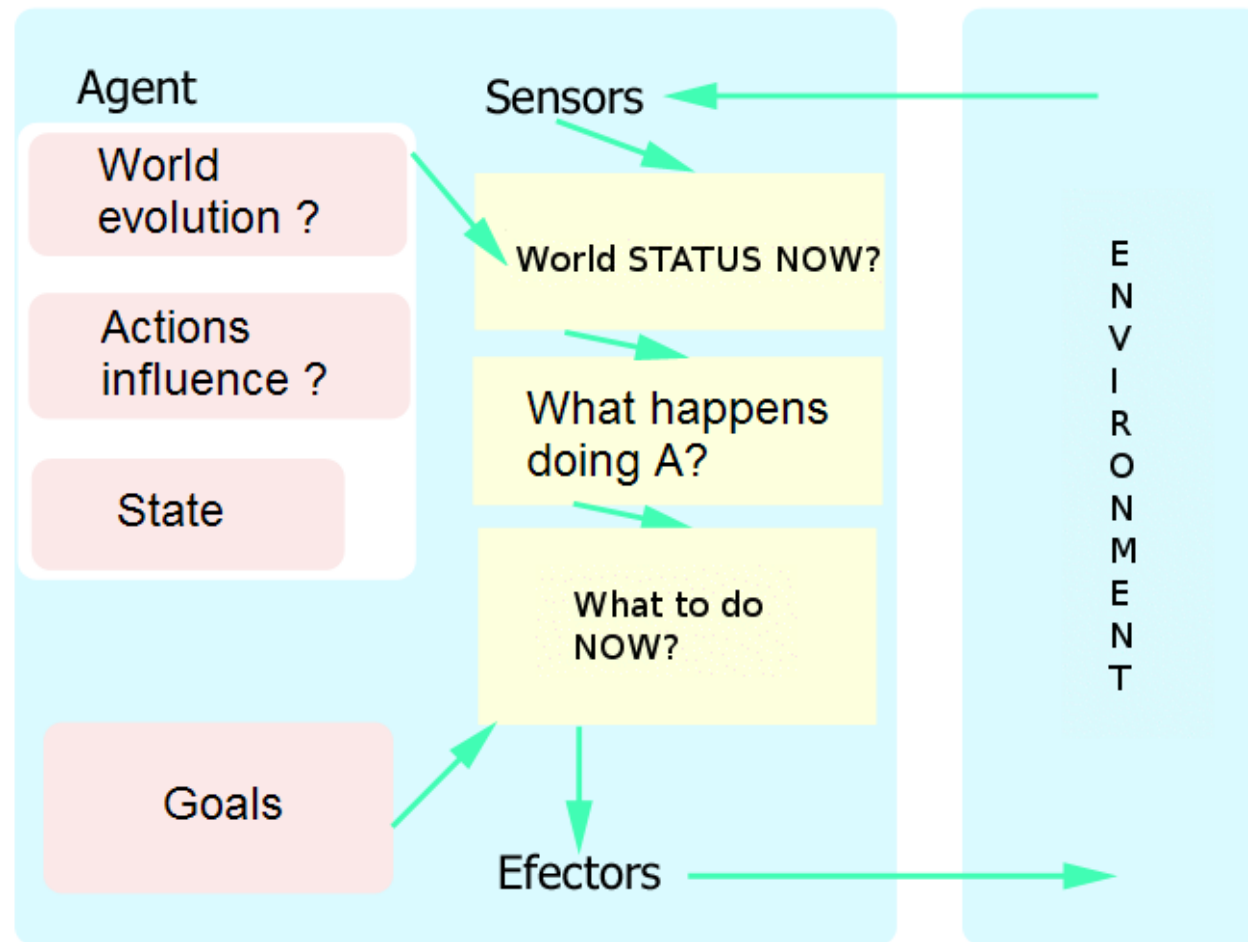 Agent
Sensors
World
evolution ?
World STATUS NOW?
Actions
influence ?
What happens
doing A?
State
What to do
NOW?
Goals
Efectors
ENVIRONMENT